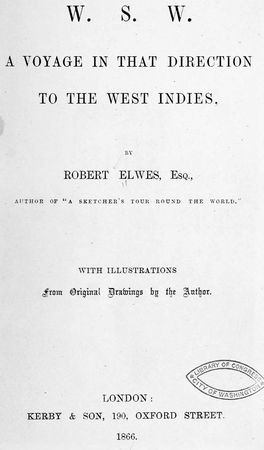 W. S. W.
A VOYAGE IN THAT DIRECTION
TO THE WEST INDIES.
BY
ROBERT ELWES, Esq.,
AUTHOR OF "A SKETCHER'S TOUR ROUND THE WORLD."
WITH ILLUSTRATIONS
From Original Drawings by the Author.
LIBRARY OF CONGRESS
CITY OF WASHINGTON
LONDON:
KERBY & SON, 190, OXFORD STREET.
1866.